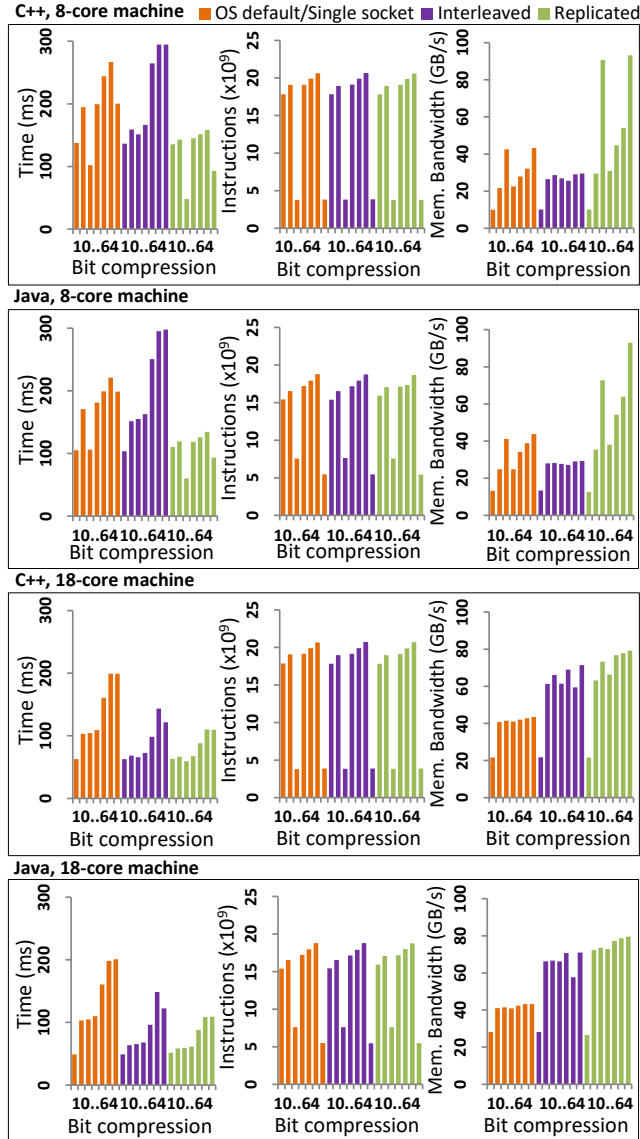 C++, 8-core machine
OS default/Single socket
Interleaved
Replicated
Time (ms)
0
100
200
300
10..64 10..64 10..64
Bit compression
Instructions (x10⁹)
0
5
10
15
20
25
10..64 10..64 10..64
Bit compression
Mem. Bandwidth (GB/s)
0
20
40
60
80
100
10..64 10..64 10..64
Bit compression
Java, 8-core machine
Time (ms)
0
100
200
300
10..64 10..64 10..64
Bit compression
Instructions (x10⁹)
0
5
10
15
20
25
10..64 10..64 10..64
Bit compression
Mem. Bandwidth (GB/s)
0
20
40
60
80
100
10..64 10..64 10..64
Bit compression
C++, 18-core machine
Time (ms)
0
100
200
300
10..64 10..64 10..64
Bit compression
Instructions (x10⁹)
0
5
10
15
20
25
10..64 10..64 10..64
Bit compression
Mem. Bandwidth (GB/s)
0
20
40
60
80
100
10..64 10..64 10..64
Bit compression
Java, 18-core machine
Time (ms)
0
100
200
300
10..64 10..64 10..64
Bit compression
Instructions (x10⁹)
0
5
10
15
20
25
10..64 10..64 10..64
Bit compression
Mem. Bandwidth (GB/s)
0
20
40
60
80
100
10..64 10..64 10..64
Bit compression